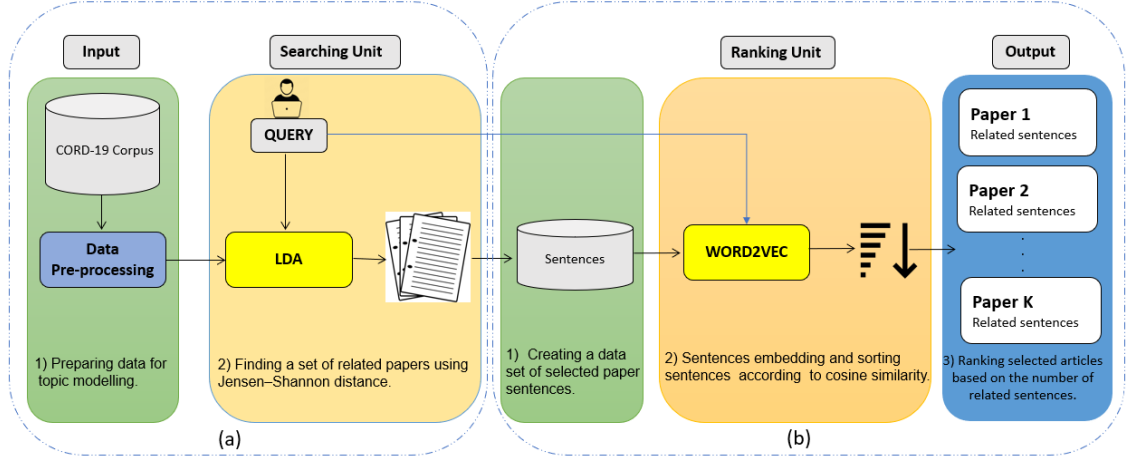 Input
Searching Unit
Ranking Unit
Output
CORD-19 Corpus
Data
Pre-processing
1) Preparing data for
topic modelling.
QUERY
LDA
2) Finding a set of related papers using
Jensen–Shannon distance.
(a)
Sentences
1) Creating a data
set of selected paper
sentences.
WORD2VEC
2) Sentences embedding and sorting
sentences according to cosine similarity.
Paper 1
Related sentences
Paper 2
Related sentences
.
.
.
Paper K
Related sentences
3) Ranking selected articles
based on the number of
related sentences.
(b)